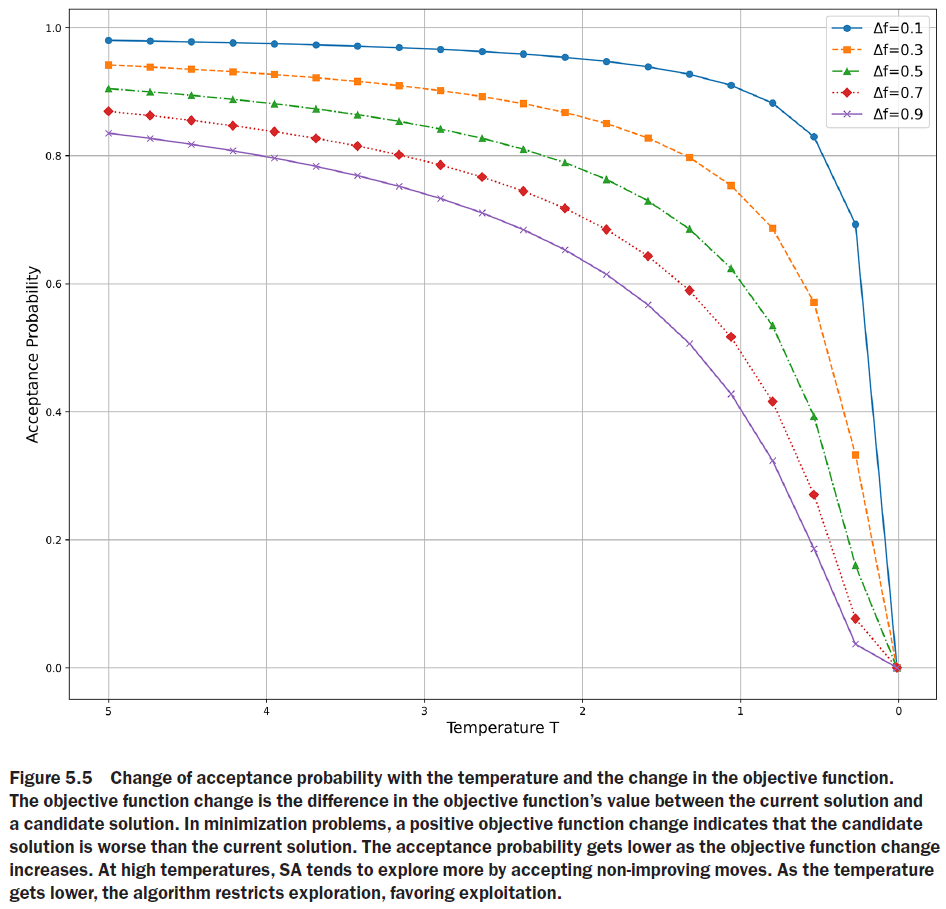 1.0
0.8
0.6
0.4
0.2
0.0
Acceptance Probability
Δf=0.1
Δf=0.3
Δf=0.5
Δf=0.7
Δf=0.9
5 4 3 2 1 0
Temperature T
Figure 5.5 Change of acceptance probability with the temperature and the change in the objective function.
The objective function change is the difference in the objective function’s value between the current solution and
a candidate solution. In minimization problems, a positive objective function change indicates that the candidate
solution is worse than the current solution. The acceptance probability gets lower as the objective function change
increases. At high temperatures, SA tends to explore more by accepting non-improving moves. As the temperature
gets lower, the algorithm restricts exploration, favoring exploitation.